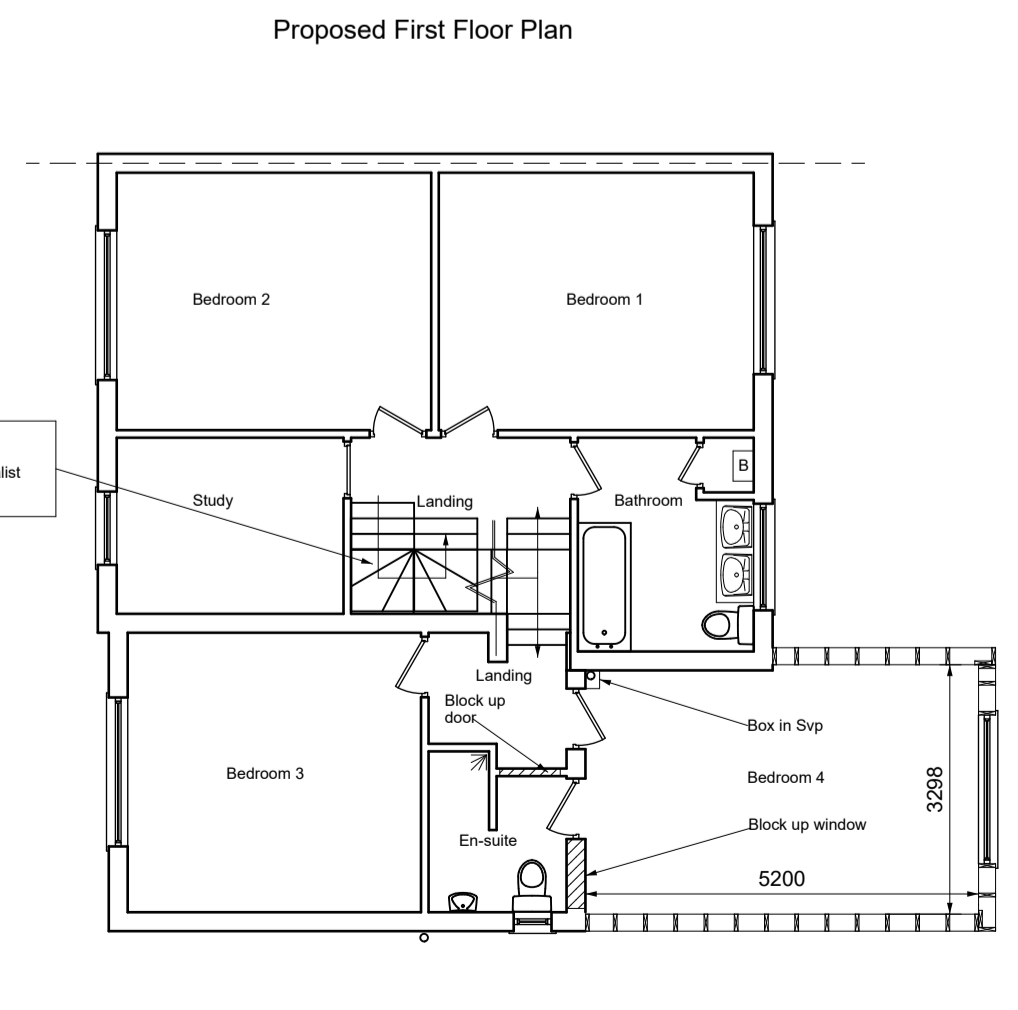 Proposed First Floor Plan
Bedroom 2
Bedroom 1
B
list
Study
Landing
Bathroom
Landing
Block up
door
Box in Svp
Bedroom 3
Bedroom 4
3298
Block up window
En-suite
5200